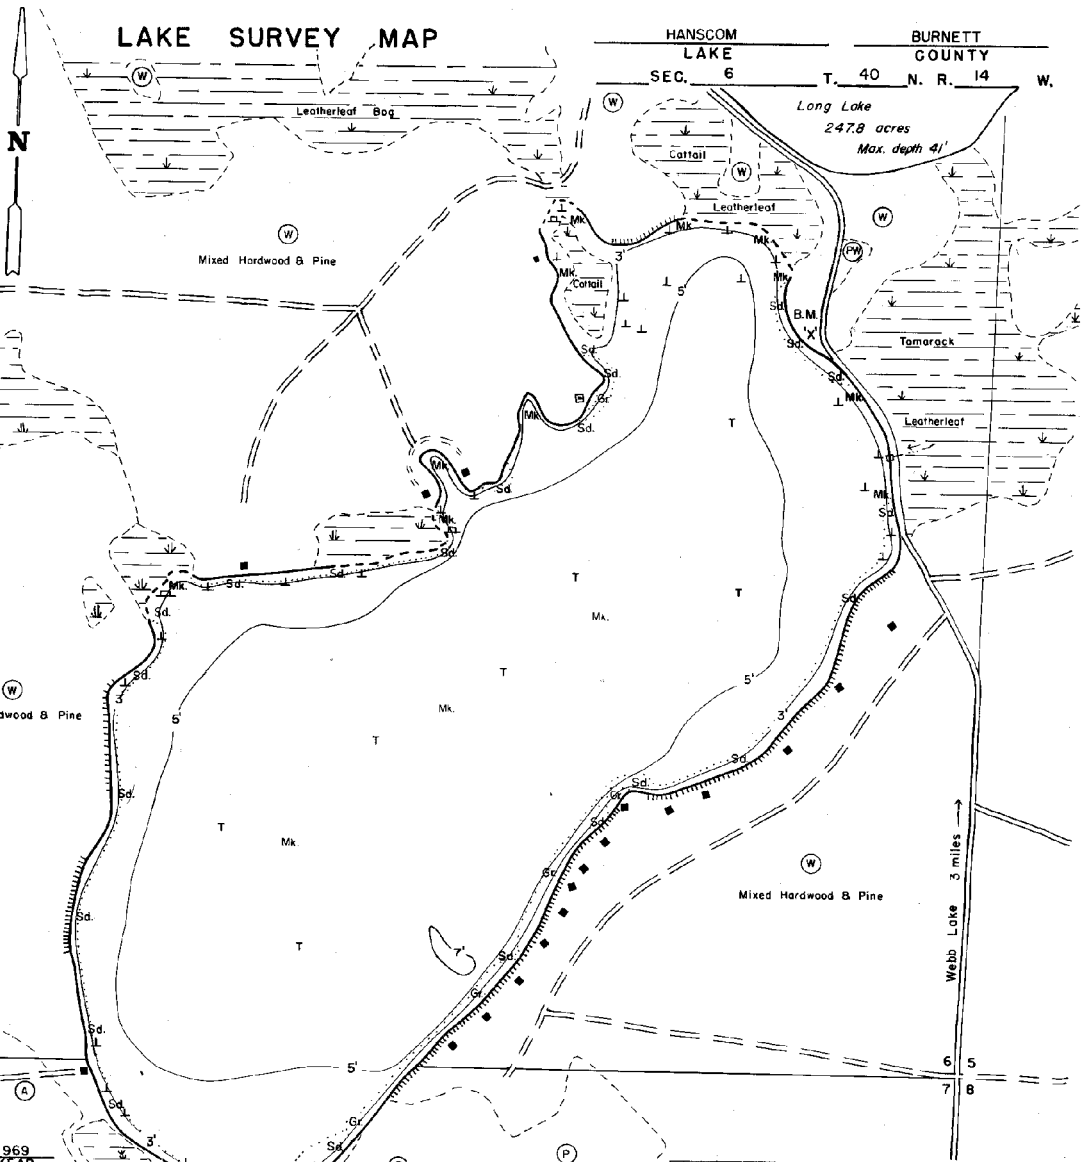 LAKE SURVEY MAP
HANSCOM
LAKE
BURNETT
COUNTY
SEC. 6 T. 40 N. R. 14 W.
N
W
Leatherleaf Bog
W
Long Lake
247.8 acres
Max. depth 41'
Cattail
W
Leatherleaf
W
W
Mixed Hardwood & Pine
Mk.
Mk.
Mk.
PW
3'
Mk.
Cattail
Mk.
5'
Sd.
B.M.
X
Sd.
Tamarack
Sd.
Sd.
Sd.
Mk.
Gr.
Mk.
Sd.
T
Leatherleaf
Mk.
Sd.
Mk.
Sd.
Mk.
Sd.
Sd.
Mk.
Sd.
T
T
Sd.
Sd.
Mk.
T
Sd.
5'
W
3'
Mk.
3'
dwood & Pine
5'
T
Sd.
Sd.
Sd.
Gr.
T
Sd.
Mk.
W
Gr.
Mixed Hardwood & Pine
Webb Lake 3 miles
Sd.
T
7'
Sd.
Gr.
Sd.
5'
6 5
7 8
A
Sd.
Gr.
3'
Sd.
P
969